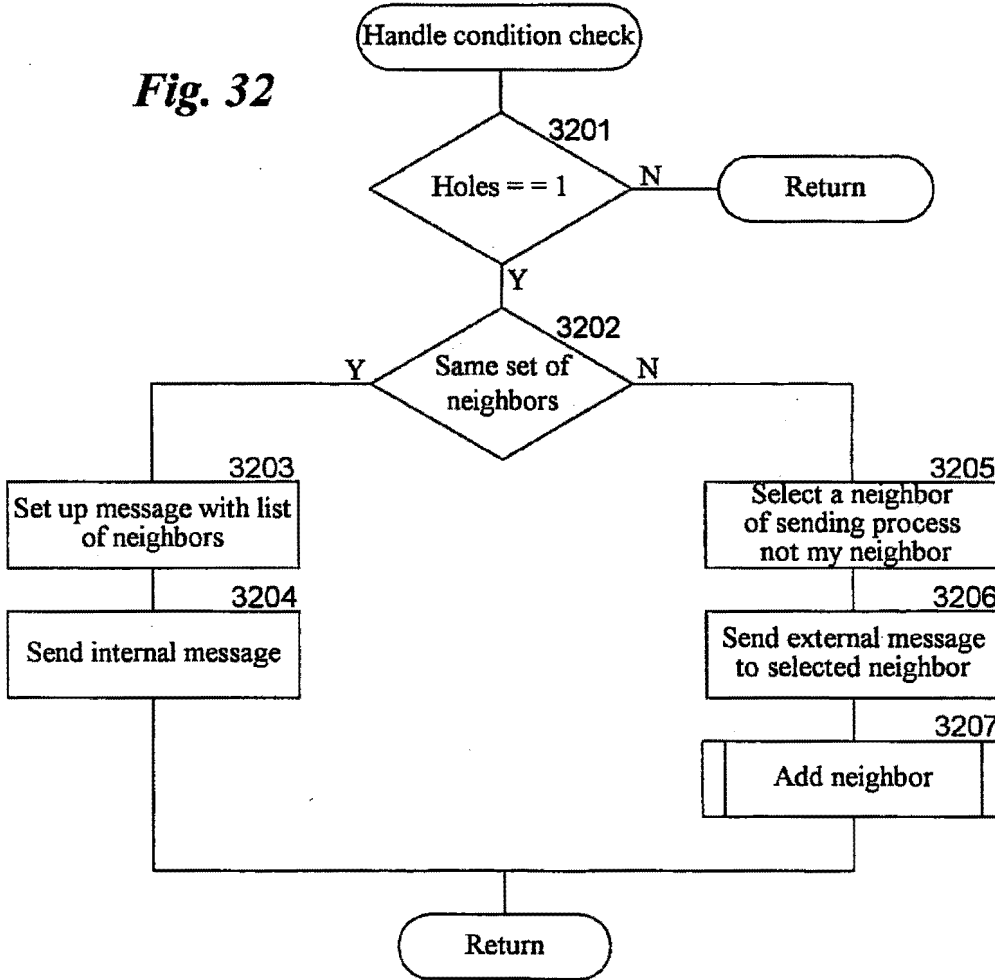 Handle condition check
Fig. 32
3201
Holes = = 1
N
Return
Y
3202
Same set of
neighbors
Y
N
3203
Set up message with list
of neighbors
3204
Send internal message
3205
Select a neighbor
of sending process
not my neighbor
3206
Send external message
to selected neighbor
3207
Add neighbor
Return